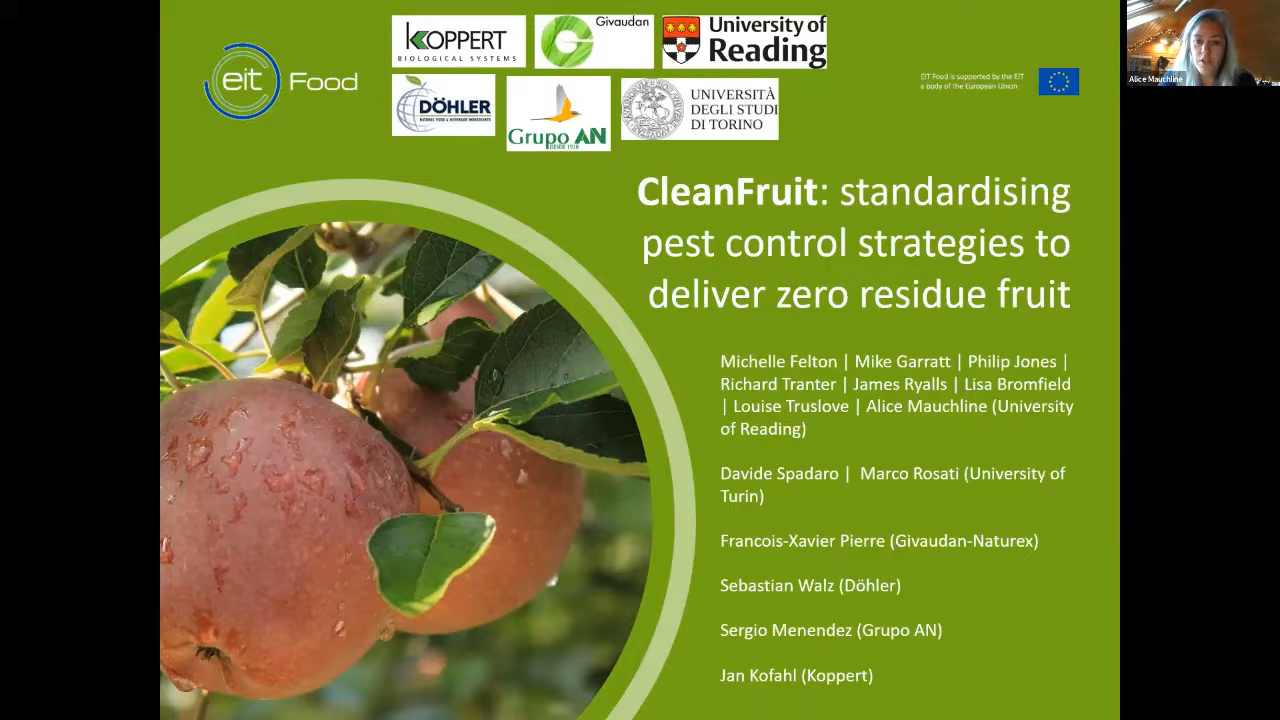 eit Food
KOPPERT
BIOLOGICAL SYSTEMS
Givaudan
University of
Reading
DÖHLER
NATURAL FOOD & BEVERAGE INGREDIENTS
Grupo AN
DESDE 1910
UNIVERSITÀ
DEGLI STUDI
DI TORINO
EIT Food is supported by the EIT
a body of the European Union
Alice Mauchline
CleanFruit: standardising
pest control strategies to
deliver zero residue fruit
Michelle Felton | Mike Garratt | Philip Jones |
Richard Tranter | James Ryalls | Lisa Bromfield
| Louise Truslove | Alice Mauchline (University
of Reading)
Davide Spadaro | Marco Rosati (University of
Turin)
Francois-Xavier Pierre (Givaudan-Naturex)
Sebastian Walz (Döhler)
Sergio Menendez (Grupo AN)
Jan Kofahl (Koppert)